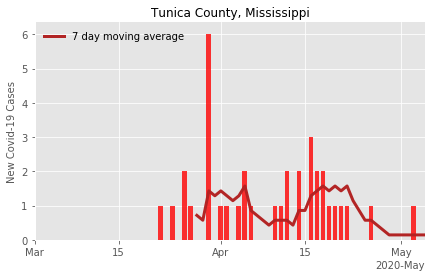 Tunica County, Mississippi
7 day moving average
New Covid-19 Cases
6
5
4
3
2
1
0
Mar 15 Apr 15 May
2020-May